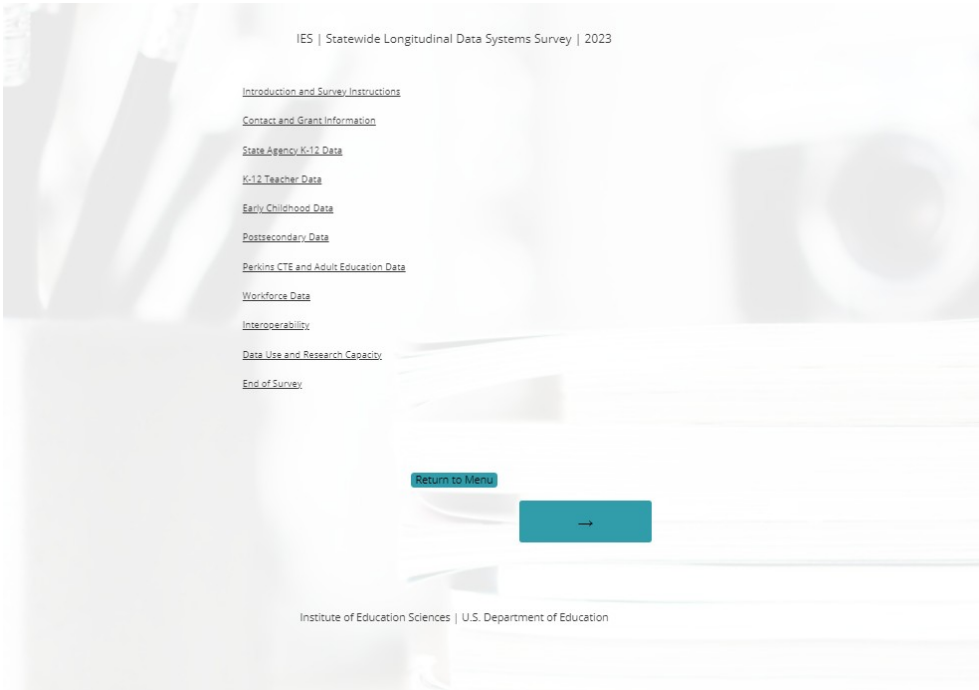 IES | Statewide Longitudinal Data Systems Survey | 2023
Introduction and Survey Instructions
Contact and Grant Information
State Agency K-12 Data
K-12 Teacher Data
Early Childhood Data
Postsecondary Data
Perkins CTE and Adult Education Data
Workforce Data
Interoperability
Data Use and Research Capacity
End of Survey
Return to Menu
→
Institute of Education Sciences | U.S. Department of Education